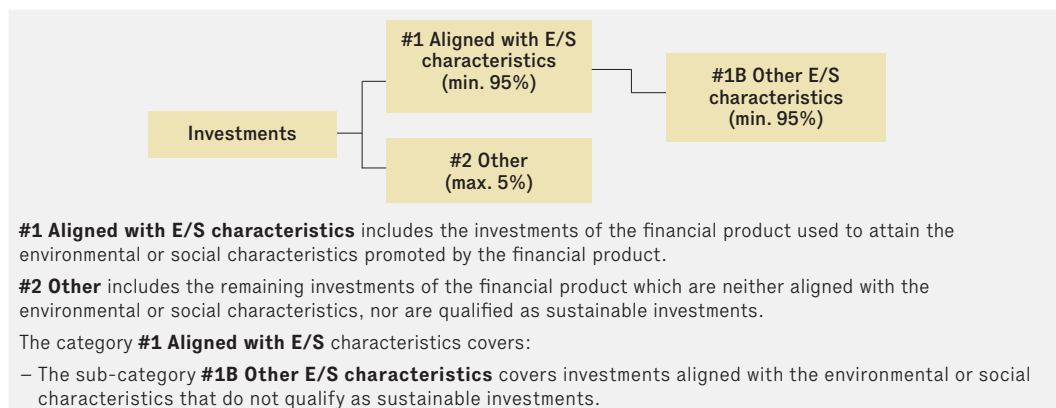 #1 Aligned with E/S
characteristics
(min. 95%)
#1B Other E/S
characteristics
(min. 95%)
Investments
#2 Other
(max. 5%)
#1 Aligned with E/S characteristics includes the investments of the financial product used to attain the
environmental or social characteristics promoted by the financial product.
#2 Other includes the remaining investments of the financial product which are neither aligned with the
environmental or social characteristics, nor are qualified as sustainable investments.
The category #1 Aligned with E/S characteristics covers:
– The sub-category #1B Other E/S characteristics covers investments aligned with the environmental or social
characteristics that do not qualify as sustainable investments.